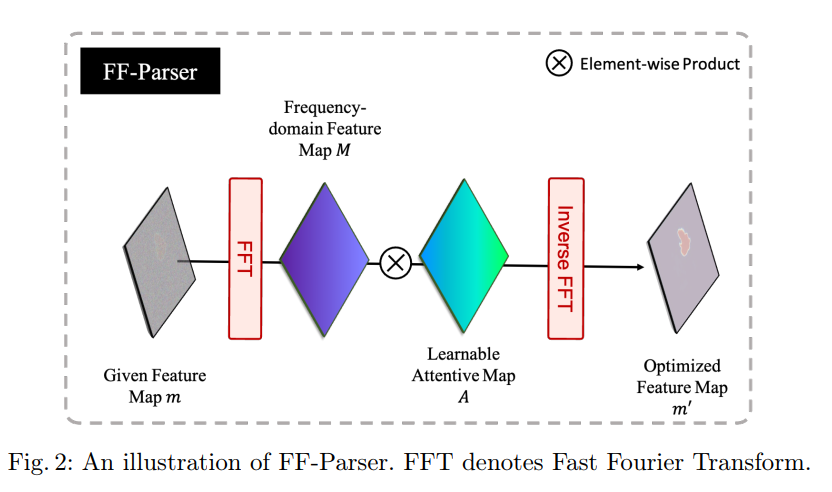 FF-Parser
Element-wise Product
Frequency-
domain Feature
Map M
FFT
Inverse FFT
Given Feature
Map m
Learnable
Attentive Map
A
Optimized
Feature Map
m′
Fig. 2: An illustration of FF-Parser. FFT denotes Fast Fourier Transform.